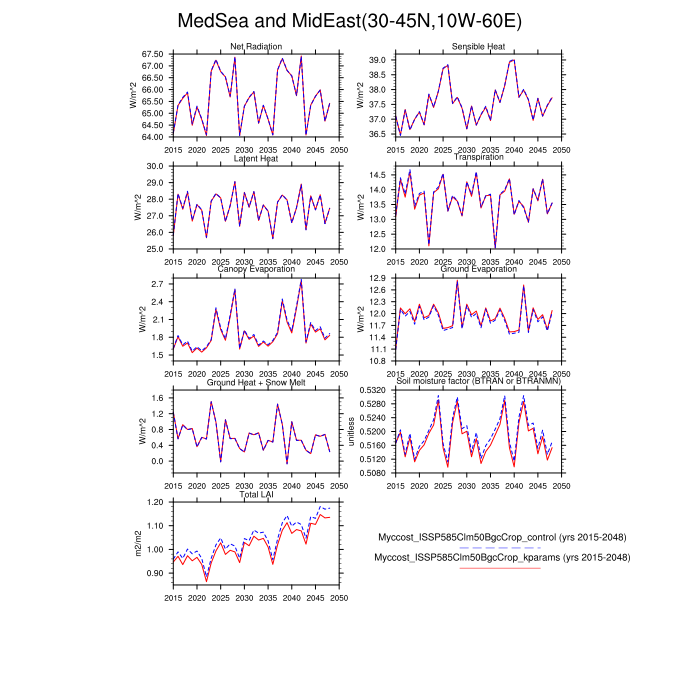 MedSea and MidEast(30-45N,10W-60E)
Net Radiation
W/m^2
67.50
67.00
66.50
66.00
65.50
65.00
64.50
64.00
2015 2020 2025 2030 2035 2040 2045 2050
Sensible Heat
W/m^2
39.0
38.5
38.0
37.5
37.0
36.5
2015 2020 2025 2030 2035 2040 2045 2050
Latent Heat
W/m^2
30.0
29.0
28.0
27.0
26.0
25.0
2015 2020 2025 2030 2035 2040 2045 2050
Transpiration
W/m^2
14.5
14.0
13.5
13.0
12.5
12.0
2015 2020 2025 2030 2035 2040 2045 2050
Canopy Evaporation
W/m^2
2.7
2.4
2.1
1.8
1.5
2015 2020 2025 2030 2035 2040 2045 2050
Ground Evaporation
W/m^2
12.9
12.6
12.3
12.0
11.7
11.4
11.1
10.8
2015 2020 2025 2030 2035 2040 2045 2050
Ground Heat + Snow Melt
W/m^2
1.6
1.2
0.8
0.4
0.0
2015 2020 2025 2030 2035 2040 2045 2050
Soil moisture factor (BTRAN or BTRANMN)
unitless
0.5320
0.5280
0.5240
0.5200
0.5160
0.5120
0.5080
2015 2020 2025 2030 2035 2040 2045 2050
Total LAI
m2/m2
1.20
1.10
1.00
0.90
2015 2020 2025 2030 2035 2040 2045 2050
Myccost_ISSP585Clm50BgcCrop_control (yrs 2015-2048)
Myccost_ISSP585Clm50BgcCrop_kparams (yrs 2015-2048)